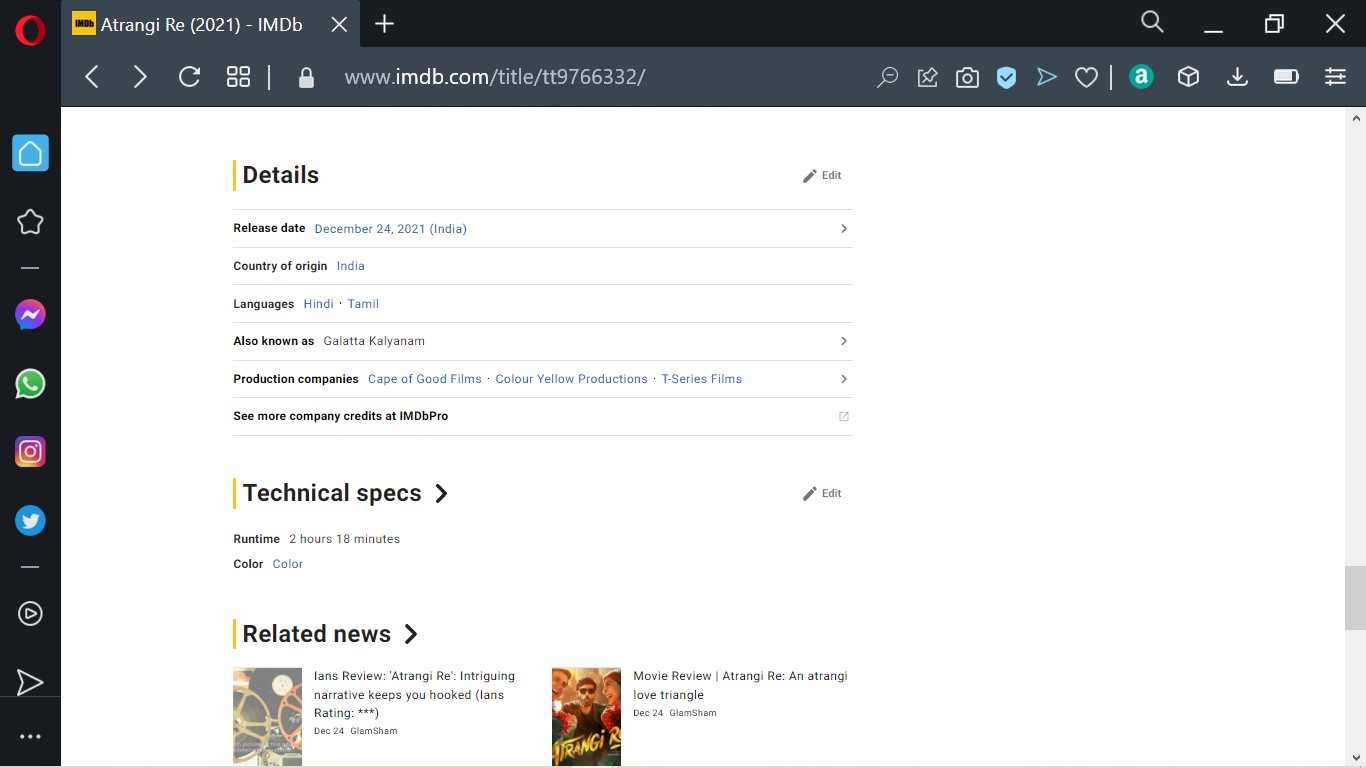 IMDb Atrangi Re (2021) - IMDb
www.imdb.com/title/tt9766332/
a
Details
Edit
Release date December 24, 2021 (India)
Country of origin India
Languages Hindi · Tamil
Also known as Galatta Kalyanam
Production companies Cape of Good Films · Colour Yellow Productions · T-Series Films
See more company credits at IMDbPro
Technical specs
Edit
Runtime 2 hours 18 minutes
Color Color
Related news
Ians Review: 'Atrangi Re': Intriguing
narrative keeps you hooked (Ians
Rating: ***)
Dec 24 GlamSham
ATRANGI RE
Movie Review | Atrangi Re: An atrangi
love triangle
Dec 24 GlamSham